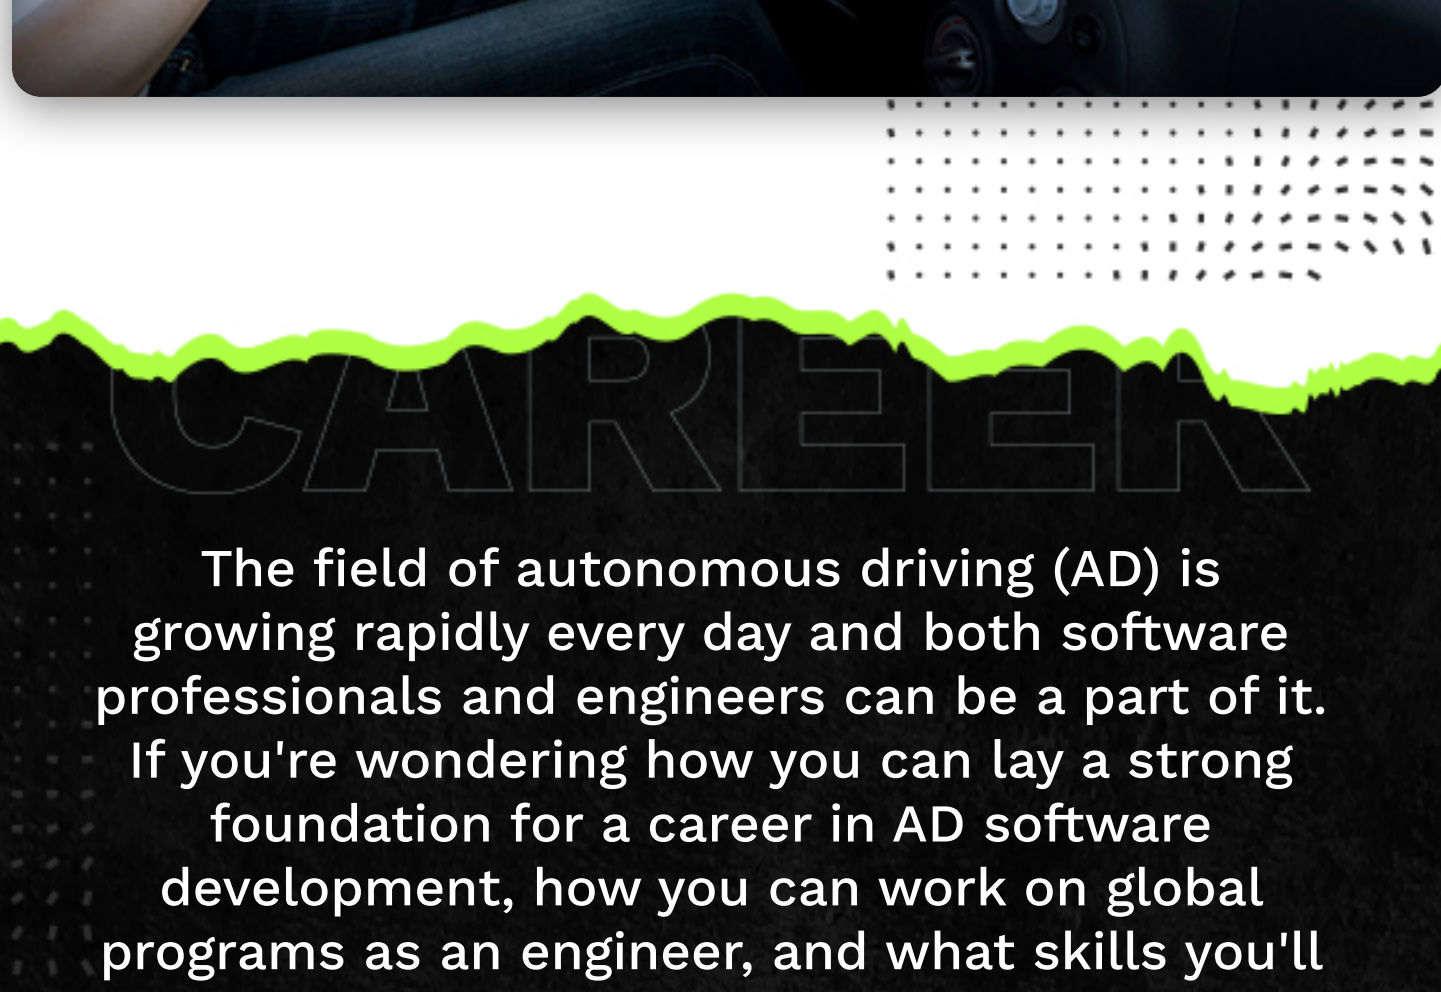 CAREER
The field of autonomous driving (AD) is
growing rapidly every day and both software
professionals and engineers can be a part of it.
If you're wondering how you can lay a strong
foundation for a career in AD software
development, how you can work on global
programs as an engineer, and what skills you'll